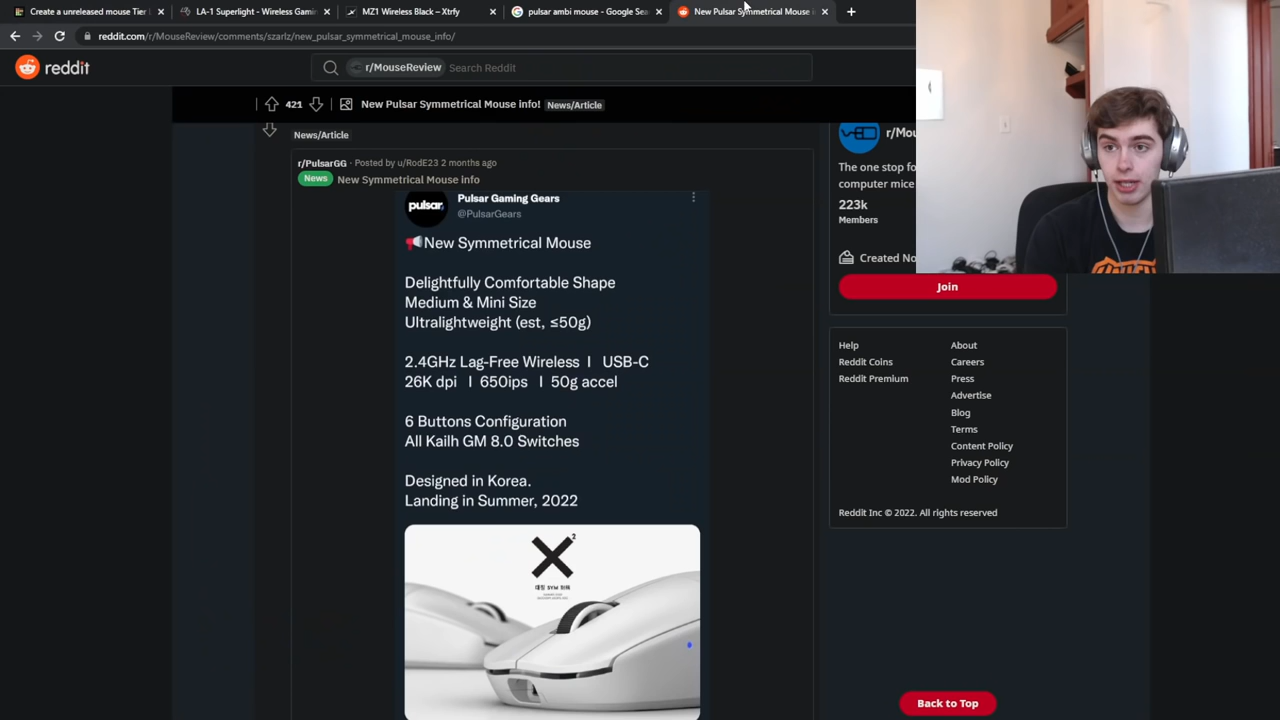 Create a unreleased mouse Tier L
LA-1 Superlight - Wireless Gamin
MZ1 Wireless Black – Xtrfy
pulsar ambi mouse - Google Sea
New Pulsar Symmetrical Mouse i
reddit.com/r/MouseReview/comments/szarlz/new_pulsar_symmetrical_mouse_info/
reddit
r/MouseReview Search Reddit
421 New Pulsar Symmetrical Mouse info! News/Article
News/Article
r/PulsarGG · Posted by u/RodE23 2 months ago
News New Symmetrical Mouse info
pulsar.
Pulsar Gaming Gears
@PulsarGears
New Symmetrical Mouse
Delightfully Comfortable Shape
Medium & Mini Size
Ultralightweight (est, ≤50g)
2.4GHz Lag-Free Wireless I USB-C
26K dpi I 650ips I 50g accel
6 Buttons Configuration
All Kailh GM 8.0 Switches
Designed in Korea.
Landing in Summer, 2022
X2
r/Mou
The one stop fo
computer mice
223k
Members
Created No
Join
Help
About
Reddit Coins
Careers
Reddit Premium
Press
Advertise
Blog
Terms
Content Policy
Privacy Policy
Mod Policy
Reddit Inc © 2022. All rights reserved
Back to Top